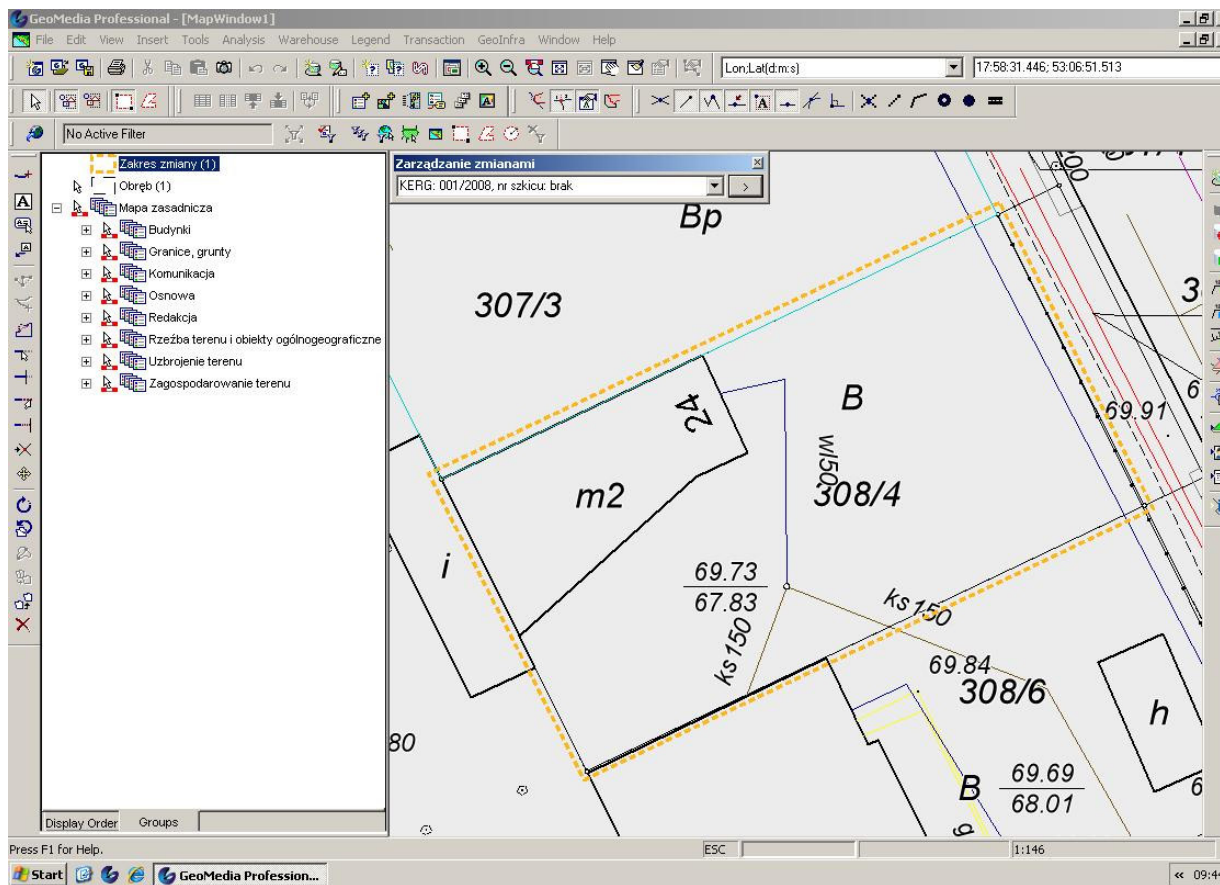 GeoMedia Professional - [MapWindow1]
File Edit View Insert Tools Analysis Warehouse Legend Transaction GeoInfra Window Help
Lon;Lat(d:m:s) 17:58:31.446; 53:06:51.513
No Active Filter
Zakres zmiany (1)
Obręb (1)
Mapa zasadnicza
Budynki
Granice, grunty
Komunikacja
Osnowa
Redakcja
Rzeźba terenu i obiekty ogólnogeograficzne
Uzbrojenie terenu
Zagospodarowanie terenu
Display Order Groups
Zarządzanie zmianami
KERG: 001/2008, nr szkicu: brak >
Bp
307/3
24
B
69.91
wl50
m2
308/4
i
69.73
67.83
ks150
ks150
69.84
308/6
h
80
B
69.69
68.01
Press F1 for Help. ESC 1:146
Start GeoMedia Profession... « 09:44